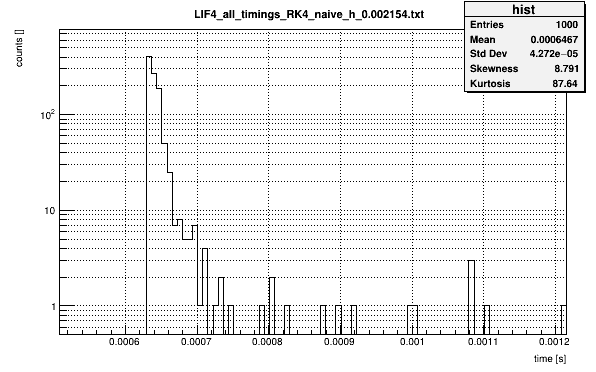 LIF4_all_timings_RK4_naive_h_0.002154.txt
hist
Entries 1000
Mean 0.0006467
Std Dev 4.272e−05
Skewness 8.791
Kurtosis 87.64
counts []
10²
10
1
0.0006 0.0007 0.0008 0.0009 0.001 0.0011 0.0012
time [s]